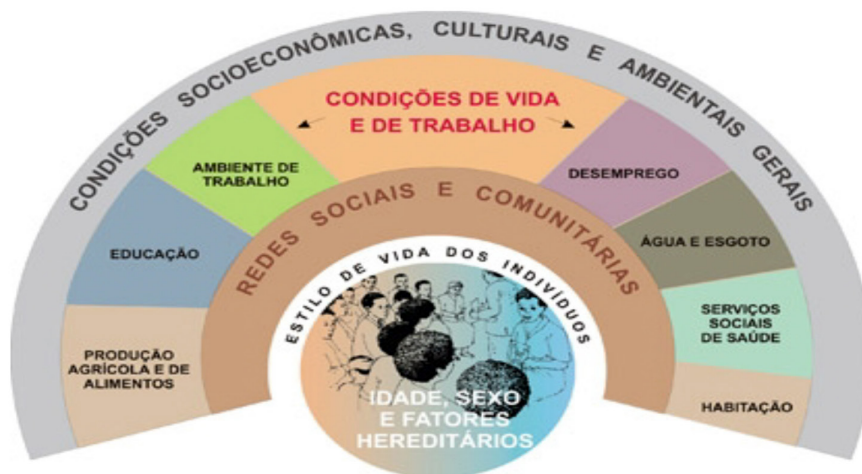 CONDIÇÕES SOCIOECONÔMICAS, CULTURAIS E AMBIENTAIS GERAIS
CONDIÇÕES DE VIDA
E DE TRABALHO
AMBIENTE DE
TRABALHO
DESEMPREGO
EDUCAÇÃO
ÁGUA E ESGOTO
PRODUÇÃO
AGRÍCOLA E DE
ALIMENTOS
SERVIÇOS
SOCIAIS
DE SAÚDE
HABITAÇÃO
REDES SOCIAIS E COMUNITÁRIAS
ESTILO DE VIDA DOS INDIVÍDUOS
IDADE, SEXO
E FATORES
HEREDITÁRIOS